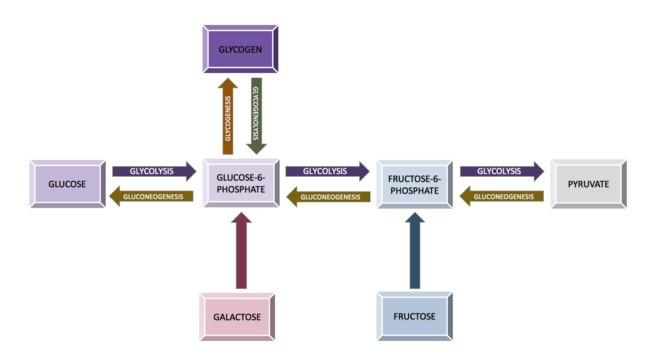 GLYCOGEN
GLYCOGENESIS
GLYCOGENOLYSIS
GLUCOSE
GLYCOLYSIS
GLUCONEOGENESIS
GLUCOSE-6-
PHOSPHATE
GLYCOLYSIS
GLUCONEOGENESIS
FRUCTOSE-6-
PHOSPHATE
GLYCOLYSIS
GLUCONEOGENESIS
PYRUVATE
GALACTOSE
FRUCTOSE